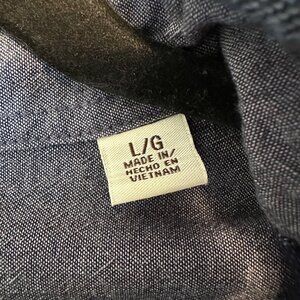 L/G
MADE IN/
HECHO EN
VIETNAM